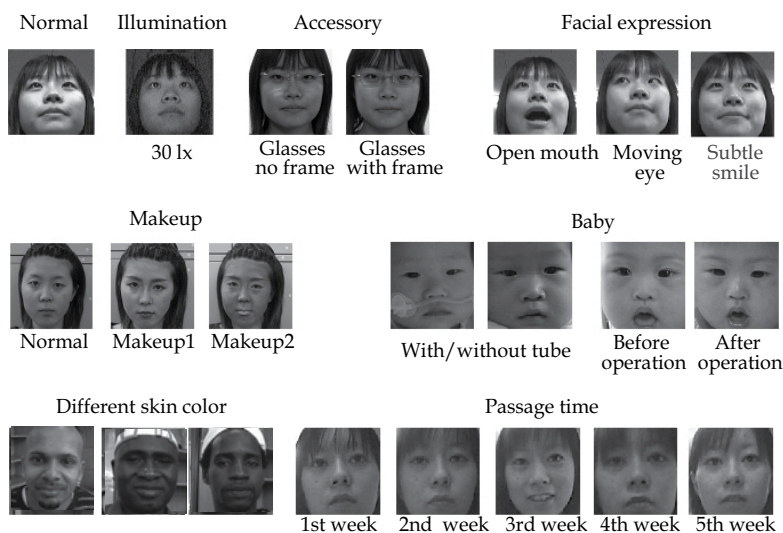 Normal
Illumination
Accessory
Facial expression
30 lx
Glasses
no frame
Glasses
with frame
Open mouth
Moving
eye
Subtle
smile
Makeup
Baby
Normal
Makeup1
Makeup2
With/without tube
Before
operation
After
operation
Different skin color
Passage time
1st week
2nd week
3rd week
4th week
5th week